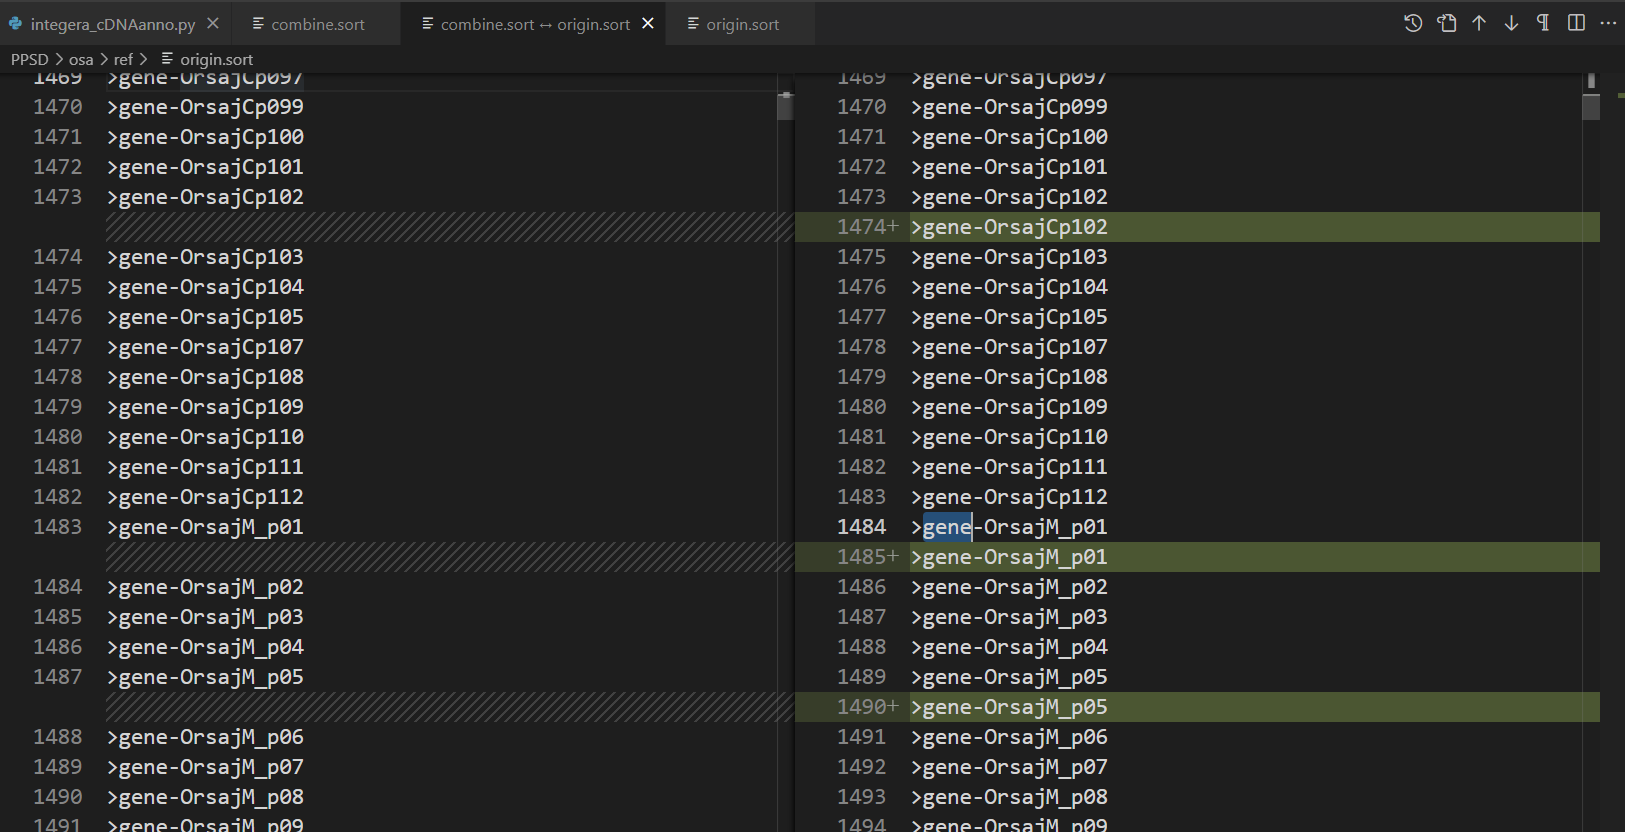 integera_cDNAanno.py
combine.sort
combine.sort ↔ origin.sort
origin.sort
PPSD > osa > ref > origin.sort
1469 >gene-OrsajCp097
1470 >gene-OrsajCp099
1471 >gene-OrsajCp100
1472 >gene-OrsajCp101
1473 >gene-OrsajCp102
1474 >gene-OrsajCp103
1475 >gene-OrsajCp104
1476 >gene-OrsajCp105
1477 >gene-OrsajCp107
1478 >gene-OrsajCp108
1479 >gene-OrsajCp109
1480 >gene-OrsajCp110
1481 >gene-OrsajCp111
1482 >gene-OrsajCp112
1483 >gene-OrsajM_p01
1484 >gene-OrsajM_p02
1485 >gene-OrsajM_p03
1486 >gene-OrsajM_p04
1487 >gene-OrsajM_p05
1488 >gene-OrsajM_p06
1489 >gene-OrsajM_p07
1490 >gene-OrsajM_p08
1491 >gene-OrsajM_p09
1469 >gene-OrsajCp097
1470 >gene-OrsajCp099
1471 >gene-OrsajCp100
1472 >gene-OrsajCp101
1473 >gene-OrsajCp102
1474+ >gene-OrsajCp102
1475 >gene-OrsajCp103
1476 >gene-OrsajCp104
1477 >gene-OrsajCp105
1478 >gene-OrsajCp107
1479 >gene-OrsajCp108
1480 >gene-OrsajCp109
1481 >gene-OrsajCp110
1482 >gene-OrsajCp111
1483 >gene-OrsajCp112
1484 >gene-OrsajM_p01
1485+ >gene-OrsajM_p01
1486 >gene-OrsajM_p02
1487 >gene-OrsajM_p03
1488 >gene-OrsajM_p04
1489 >gene-OrsajM_p05
1490+ >gene-OrsajM_p05
1491 >gene-OrsajM_p06
1492 >gene-OrsajM_p07
1493 >gene-OrsajM_p08
1494 >gene-OrsajM_p09